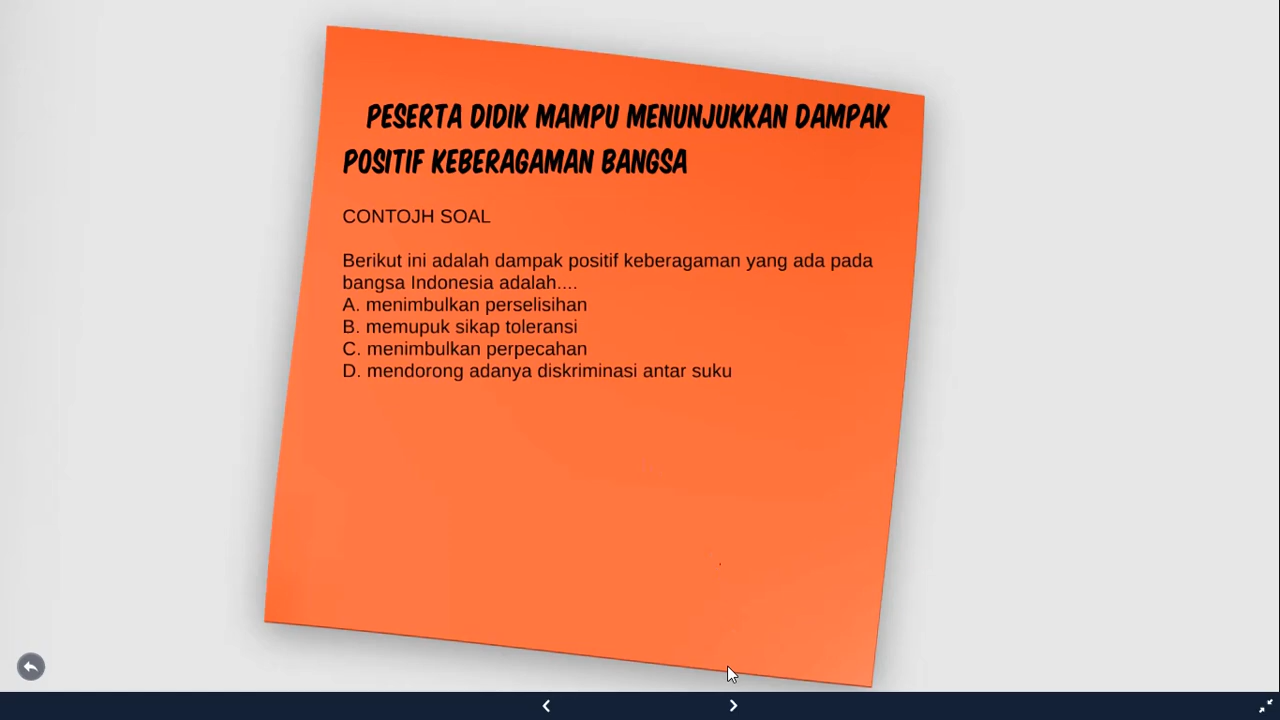 PESERTA DIDIK MAMPU MENUNJUKKAN DAMPAK
POSITIF KEBERAGAMAN BANGSA
CONTOJH SOAL
Berikut ini adalah dampak positif keberagaman yang ada pada
bangsa Indonesia adalah....
A. menimbulkan perselisihan
B. memupuk sikap toleransi
C. menimbulkan perpecahan
D. mendorong adanya diskriminasi antar suku